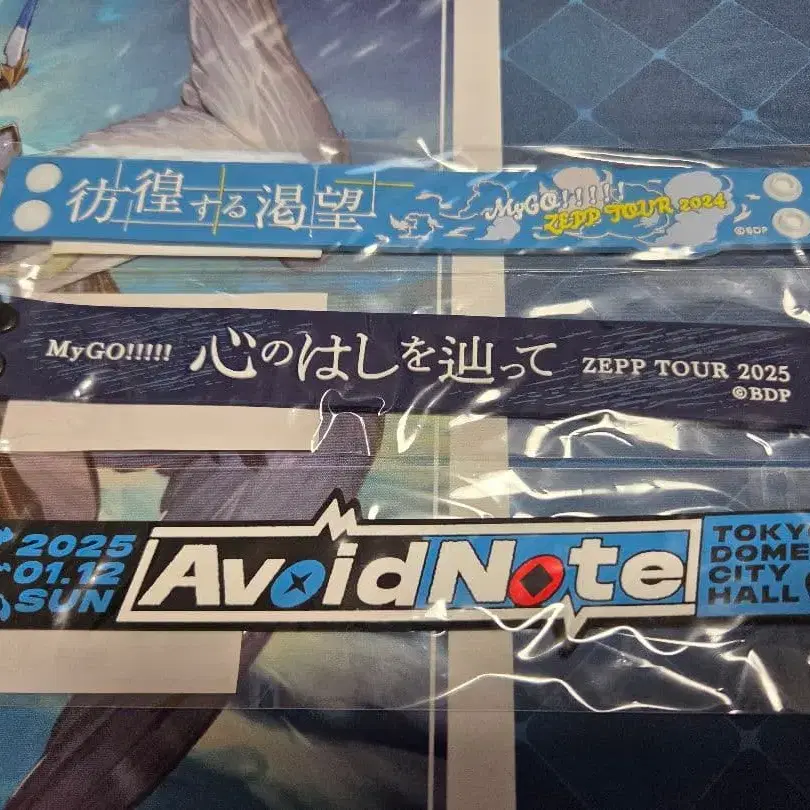 彷徨する渇望
MyGO!!!!!
ZEPP TOUR 2024
©BDP
MyGO!!!!! 心のはしを辿って ZEPP TOUR 2025
©BDP
2025
01.12
SUN
AvoidNote
TOKY
DOME
CITY
HALL